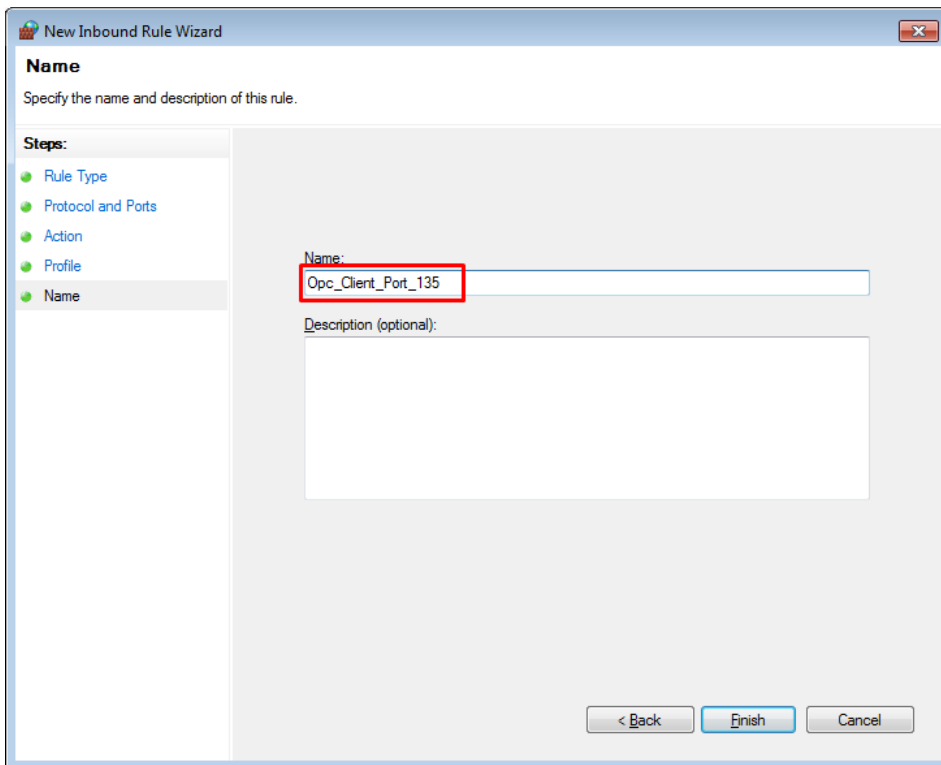 New Inbound Rule Wizard
Name
Specify the name and description of this rule.
Steps:
Rule Type
Protocol and Ports
Action
Profile
Name
Name:
Opc_Client_Port_135
Description (optional):
< Back Finish Cancel